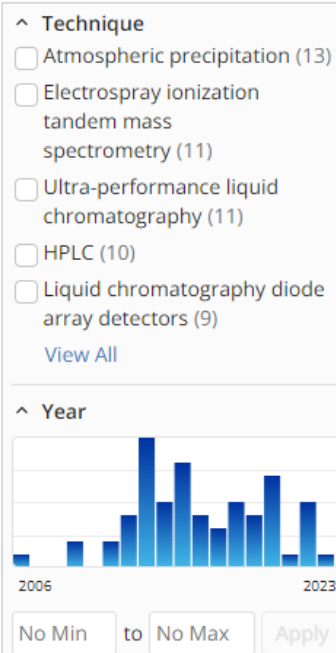 Technique
Atmospheric precipitation (13)
Electrospray ionization
tandem mass
spectrometry (11)
Ultra-performance liquid
chromatography (11)
HPLC (10)
Liquid chromatography diode
array detectors (9)
View All
Year
2006 2023
No Min to No Max Apply